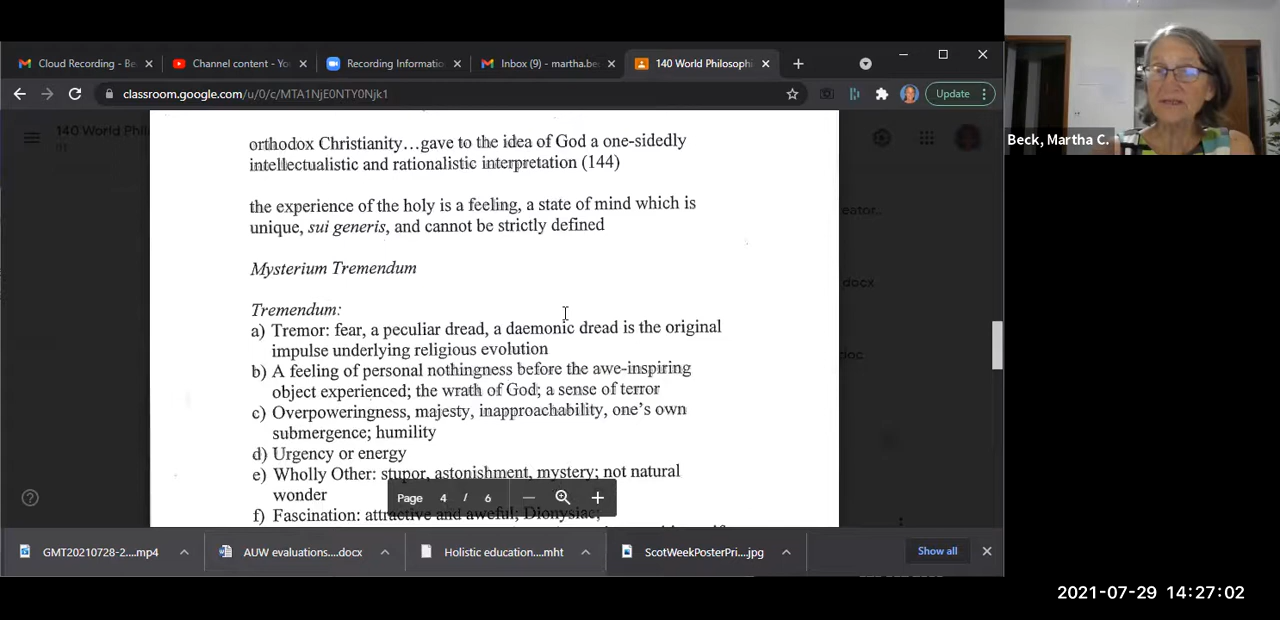 Cloud Recording - Be
Channel content - Yo
Recording Informatio
Inbox (9) - martha.be
140 World Philosophi
classroom.google.com/u/0/c/MTA1NjE0NTY0Njk1
Update
140 World Phil
orthodox Christianity…gave to the idea of God a one-sidedly
intellectualistic and rationalistic interpretation (144)
the experience of the holy is a feeling, a state of mind which is
unique, sui generis, and cannot be strictly defined
Mysterium Tremendum
Tremendum:
a) Tremor: fear, a peculiar dread, a daemonic dread is the original
impulse underlying religious evolution
b) A feeling of personal nothingness before the awe-inspiring
object experienced; the wrath of God; a sense of terror
c) Overpoweringness, majesty, inapproachability, one's own
submergence; humility
d) Urgency or energy
e) Wholly Other: stupor, astonishment, mystery; not natural
wonder
f) Fascination: attractive and aweful; Dionysiac;
Page 4 / 6
eator..
docx
doc
GMT20210728-2....mp4
AUW evaluations....docx
Holistic education....mht
ScotWeekPosterPri....jpg
Show all
Beck, Martha C.
2021-07-29 14:27:02